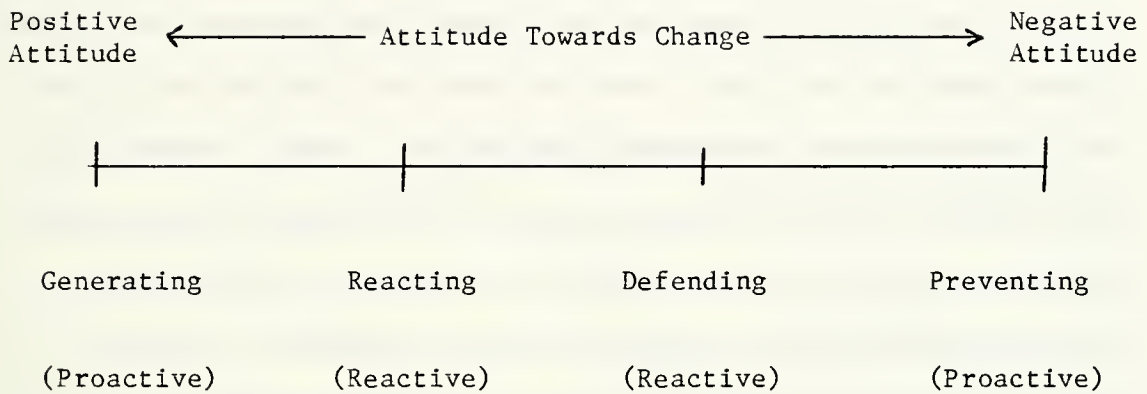 Positive Attitude Towards Change Negative
Attitude Attitude
Generating Reacting Defending Preventing
(Proactive) (Reactive) (Reactive) (Proactive)